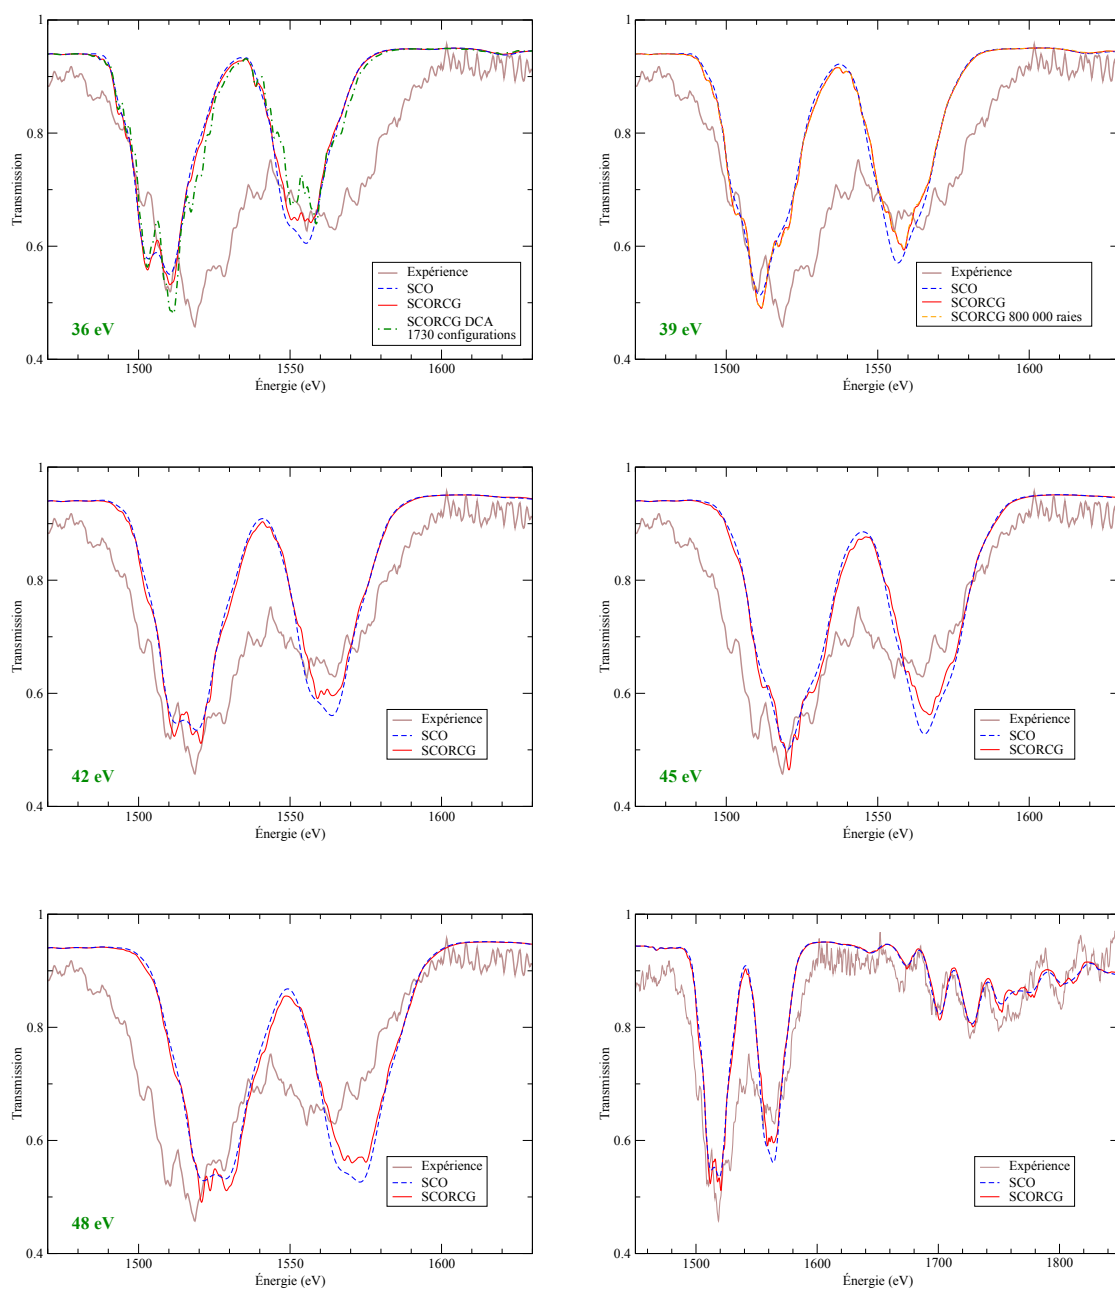 1
0.8
0.6
0.4
Transmission
1500
1550
1600
Énergie (eV)
36 eV
Expérience
SCO
SCORCG
SCORCG DCA
1730 configurations
1
0.8
0.6
0.4
Transmission
1500
1550
1600
Énergie (eV)
39 eV
Expérience
SCO
SCORCG
SCORCG 800 000 raies
1
0.8
0.6
0.4
Transmission
1500
1550
1600
Énergie (eV)
42 eV
Expérience
SCO
SCORCG
1
0.8
0.6
0.4
Transmission
1500
1550
1600
Énergie (eV)
45 eV
Expérience
SCO
SCORCG
1
0.8
0.6
0.4
Transmission
1500
1550
1600
Énergie (eV)
48 eV
Expérience
SCO
SCORCG
1
0.8
0.6
0.4
Transmission
1500
1600
1700
1800
Énergie (eV)
Expérience
SCO
SCORCG